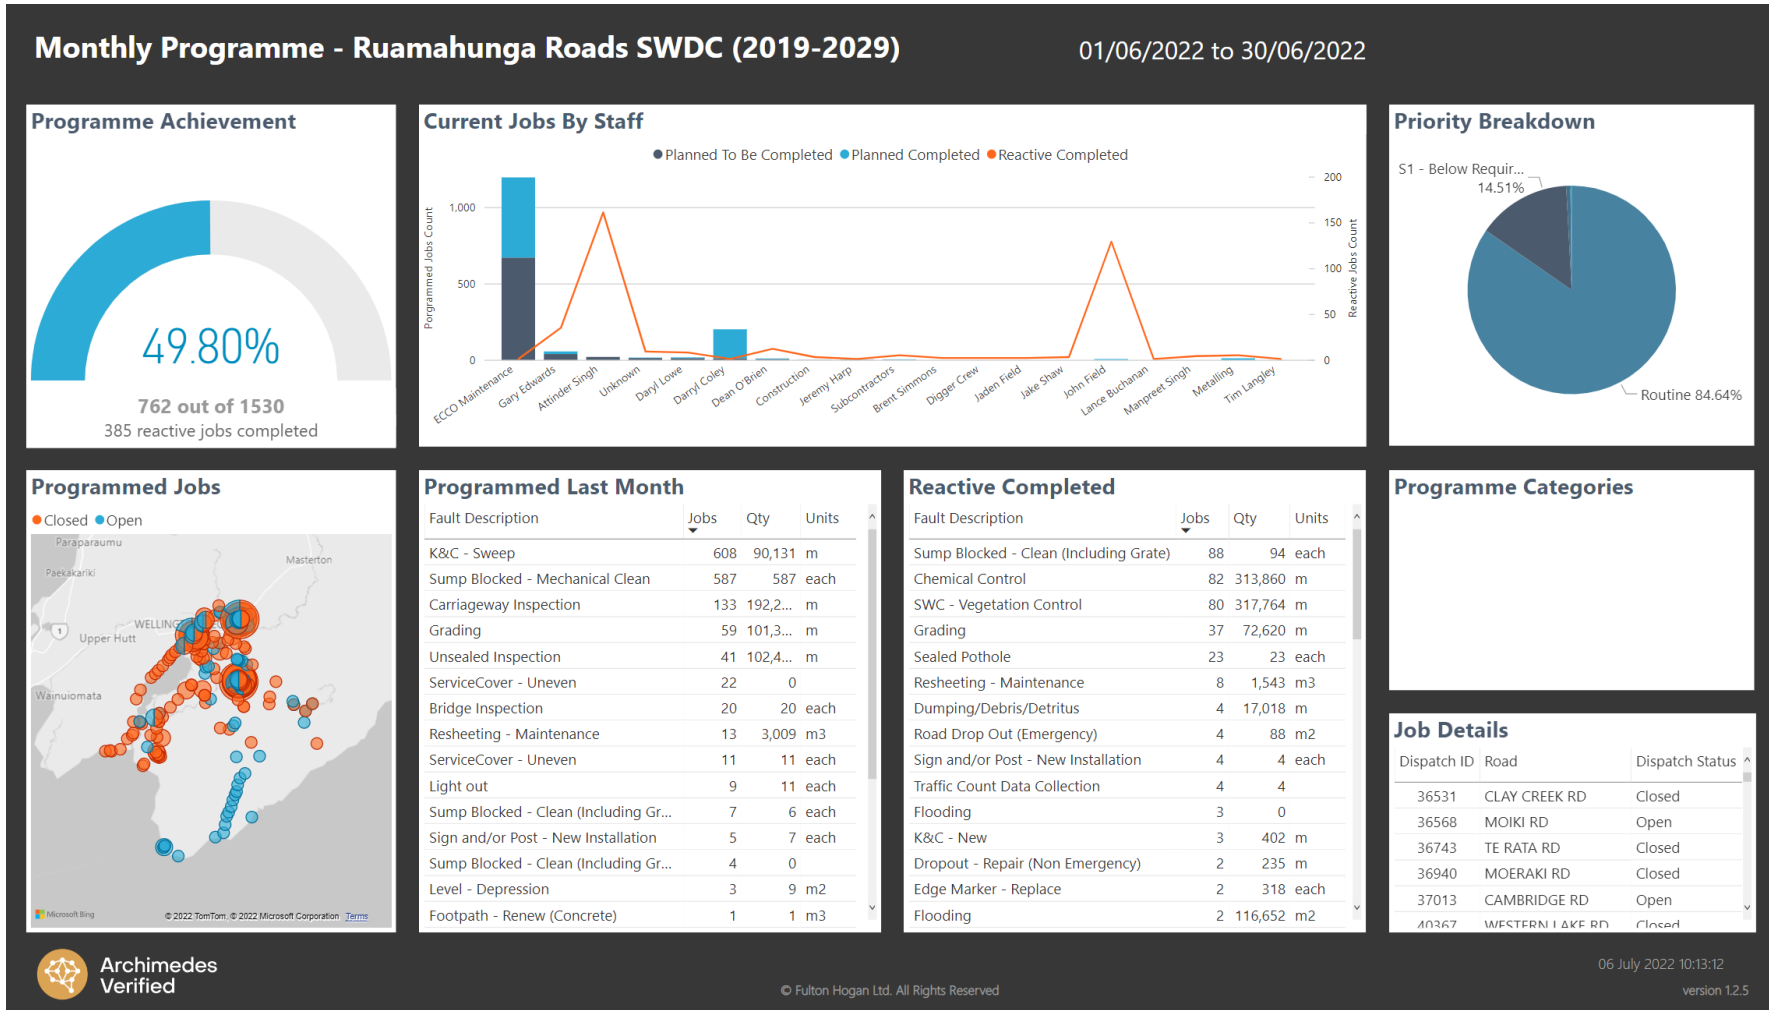 Monthly Programme - Ruamahunga Roads SWDC (2019-2029)
01/06/2022 to 30/06/2022
Programme Achievement
49.80%
762 out of 1530
385 reactive jobs completed
Current Jobs By Staff
Planned To Be Completed Planned Completed Reactive Completed
Porgrammed Jobs Count
1,000
500
0
200
150
100
50
0
Reactive Jobs Count
ECCO Maintenance
Gary Edwards
Attinder Singh
Unknown
Daryl Lowe
Darryl Coley
Dean O'Brien
Construction
Jeremy Harp
Subcontractors
Brent Simmons
Digger Crew
Jaden Field
Jake Shaw
John Field
Lance Buchanan
Manpreet Singh
Metalling
Tim Langley
Priority Breakdown
S1 - Below Requir...
14.51%
Routine 84.64%
Programmed Jobs
Closed Open
Paraparaumu
Paekakariki
Masterton
1
WELLING
Upper Hutt
Wainuiomata
Microsoft Bing
© 2022 TomTom, © 2022 Microsoft Corporation Terms
Programmed Last Month
Fault Description Jobs Qty Units
K&C - Sweep 608 90,131 m
Sump Blocked - Mechanical Clean 587 587 each
Carriageway Inspection 133 192,2... m
Grading 59 101,3... m
Unsealed Inspection 41 102,4... m
ServiceCover - Uneven 22 0
Bridge Inspection 20 20 each
Resheeting - Maintenance 13 3,009 m3
ServiceCover - Uneven 11 11 each
Light out 9 11 each
Sump Blocked - Clean (Including Gr... 7 6 each
Sign and/or Post - New Installation 5 7 each
Sump Blocked - Clean (Including Gr... 4 0
Level - Depression 3 9 m2
Footpath - Renew (Concrete) 1 1 m3
Reactive Completed
Fault Description Jobs Qty Units
Sump Blocked - Clean (Including Grate) 88 94 each
Chemical Control 82 313,860 m
SWC - Vegetation Control 80 317,764 m
Grading 37 72,620 m
Sealed Pothole 23 23 each
Resheeting - Maintenance 8 1,543 m3
Dumping/Debris/Detritus 4 17,018 m
Road Drop Out (Emergency) 4 88 m2
Sign and/or Post - New Installation 4 4 each
Traffic Count Data Collection 4 4
Flooding 3 0
K&C - New 3 402 m
Dropout - Repair (Non Emergency) 2 235 m
Edge Marker - Replace 2 318 each
Flooding 2 116,652 m2
Programme Categories
Job Details
Dispatch ID Road Dispatch Status
36531 CLAY CREEK RD Closed
36568 MOIKI RD Open
36743 TE RATA RD Closed
36940 MOERAKI RD Closed
37013 CAMBRIDGE RD Open
40367 WESTERN LAKE RD Closed
Archimedes
Verified
© Fulton Hogan Ltd. All Rights Reserved
06 July 2022 10:13:12
version 1.2.5